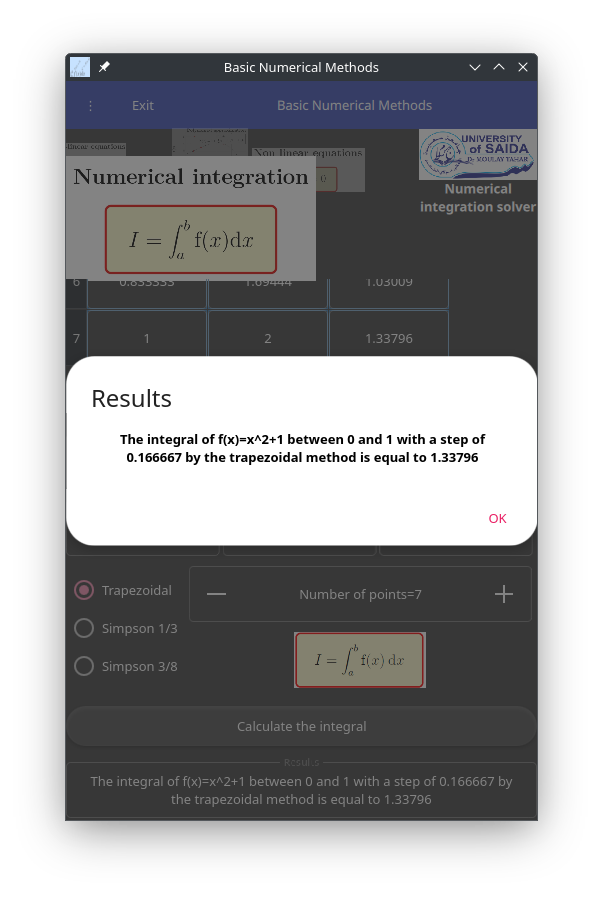 Basic Numerical Methods
Exit
Basic Numerical Methods
linear equations
Non linear equations
0
UNIVERSITY
of SAIDA
Dr MOULAY TAHAR
Numerical
integration solver
Numerical integration
I = ∫_a^b f(x)dx
6 0.833333 1.69444 1.03009
7 1 2 1.33796
Results
The integral of f(x)=x^2+1 between 0 and 1 with a step of
0.166667 by the trapezoidal method is equal to 1.33796
OK
Trapezoidal
Number of points=7
Simpson 1/3
Simpson 3/8
I = ∫_a^b f(x) dx
Calculate the integral
Results
The integral of f(x)=x^2+1 between 0 and 1 with a step of 0.166667 by
the trapezoidal method is equal to 1.33796